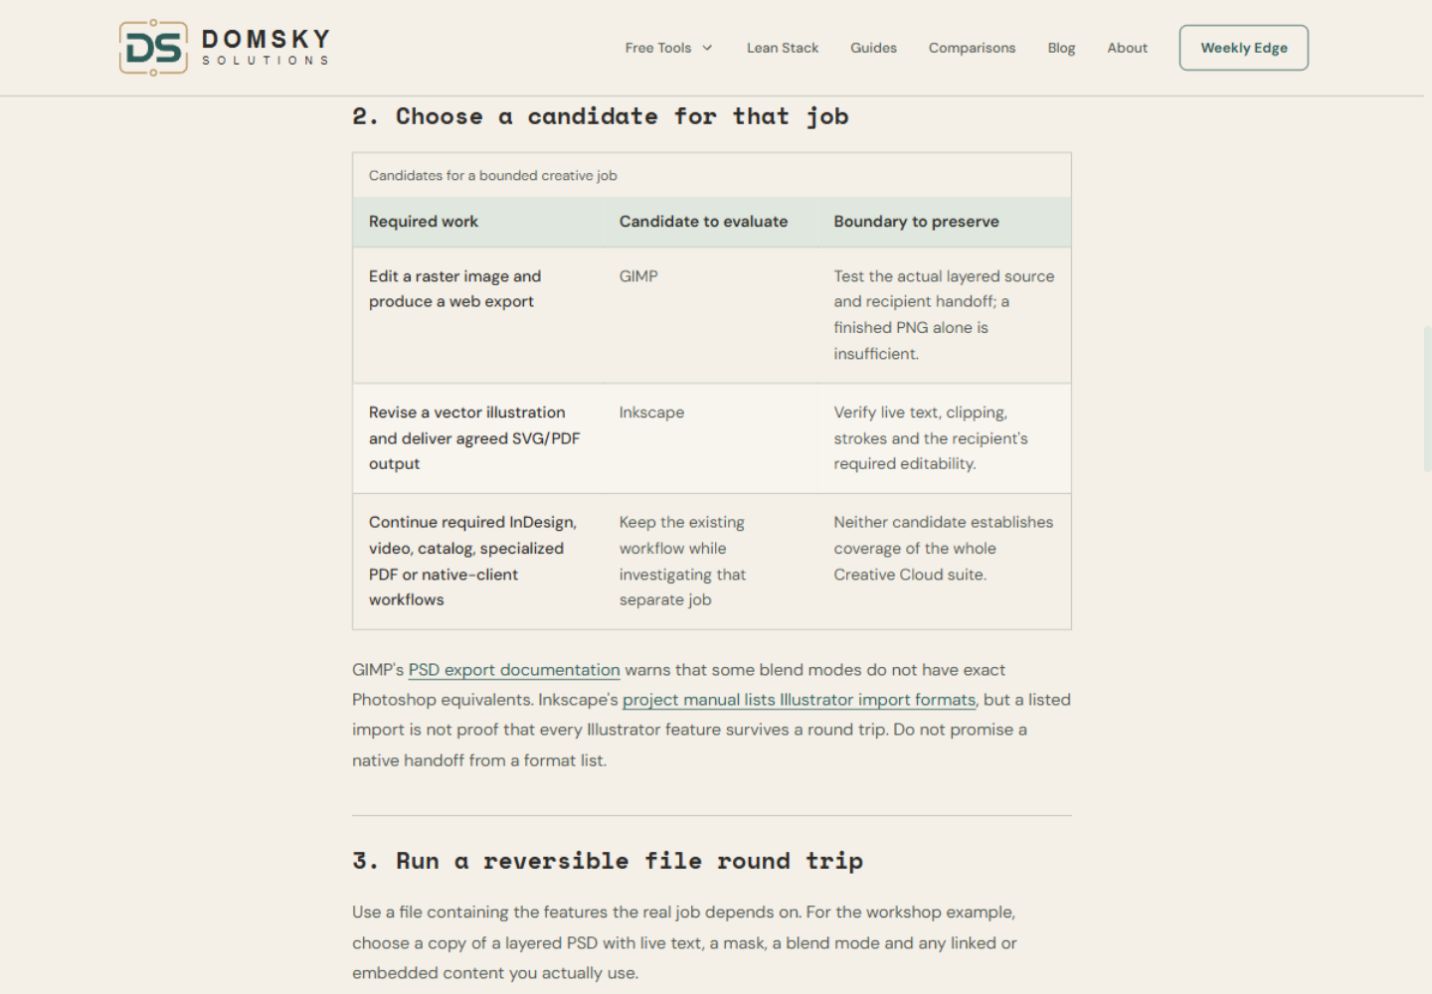 DS DOMSKY
SOLUTIONS
Free Tools
Lean Stack
Guides
Comparisons
Blog
About
Weekly Edge
2. Choose a candidate for that job
Candidates for a bounded creative job
Required work
Candidate to evaluate
Boundary to preserve
Edit a raster image and
produce a web export
GIMP
Test the actual layered source
and recipient handoff; a
finished PNG alone is
insufficient.
Revise a vector illustration
and deliver agreed SVG/PDF
output
Inkscape
Verify live text, clipping,
strokes and the recipient's
required editability.
Continue required InDesign,
video, catalog, specialized
PDF or native-client
workflows
Keep the existing
workflow while
investigating that
separate job
Neither candidate establishes
coverage of the whole
Creative Cloud suite.
GIMP's PSD export documentation warns that some blend modes do not have exact
Photoshop equivalents. Inkscape's project manual lists Illustrator import formats, but a listed
import is not proof that every Illustrator feature survives a round trip. Do not promise a
native handoff from a format list.
3. Run a reversible file round trip
Use a file containing the features the real job depends on. For the workshop example,
choose a copy of a layered PSD with live text, a mask, a blend mode and any linked or
embedded content you actually use.